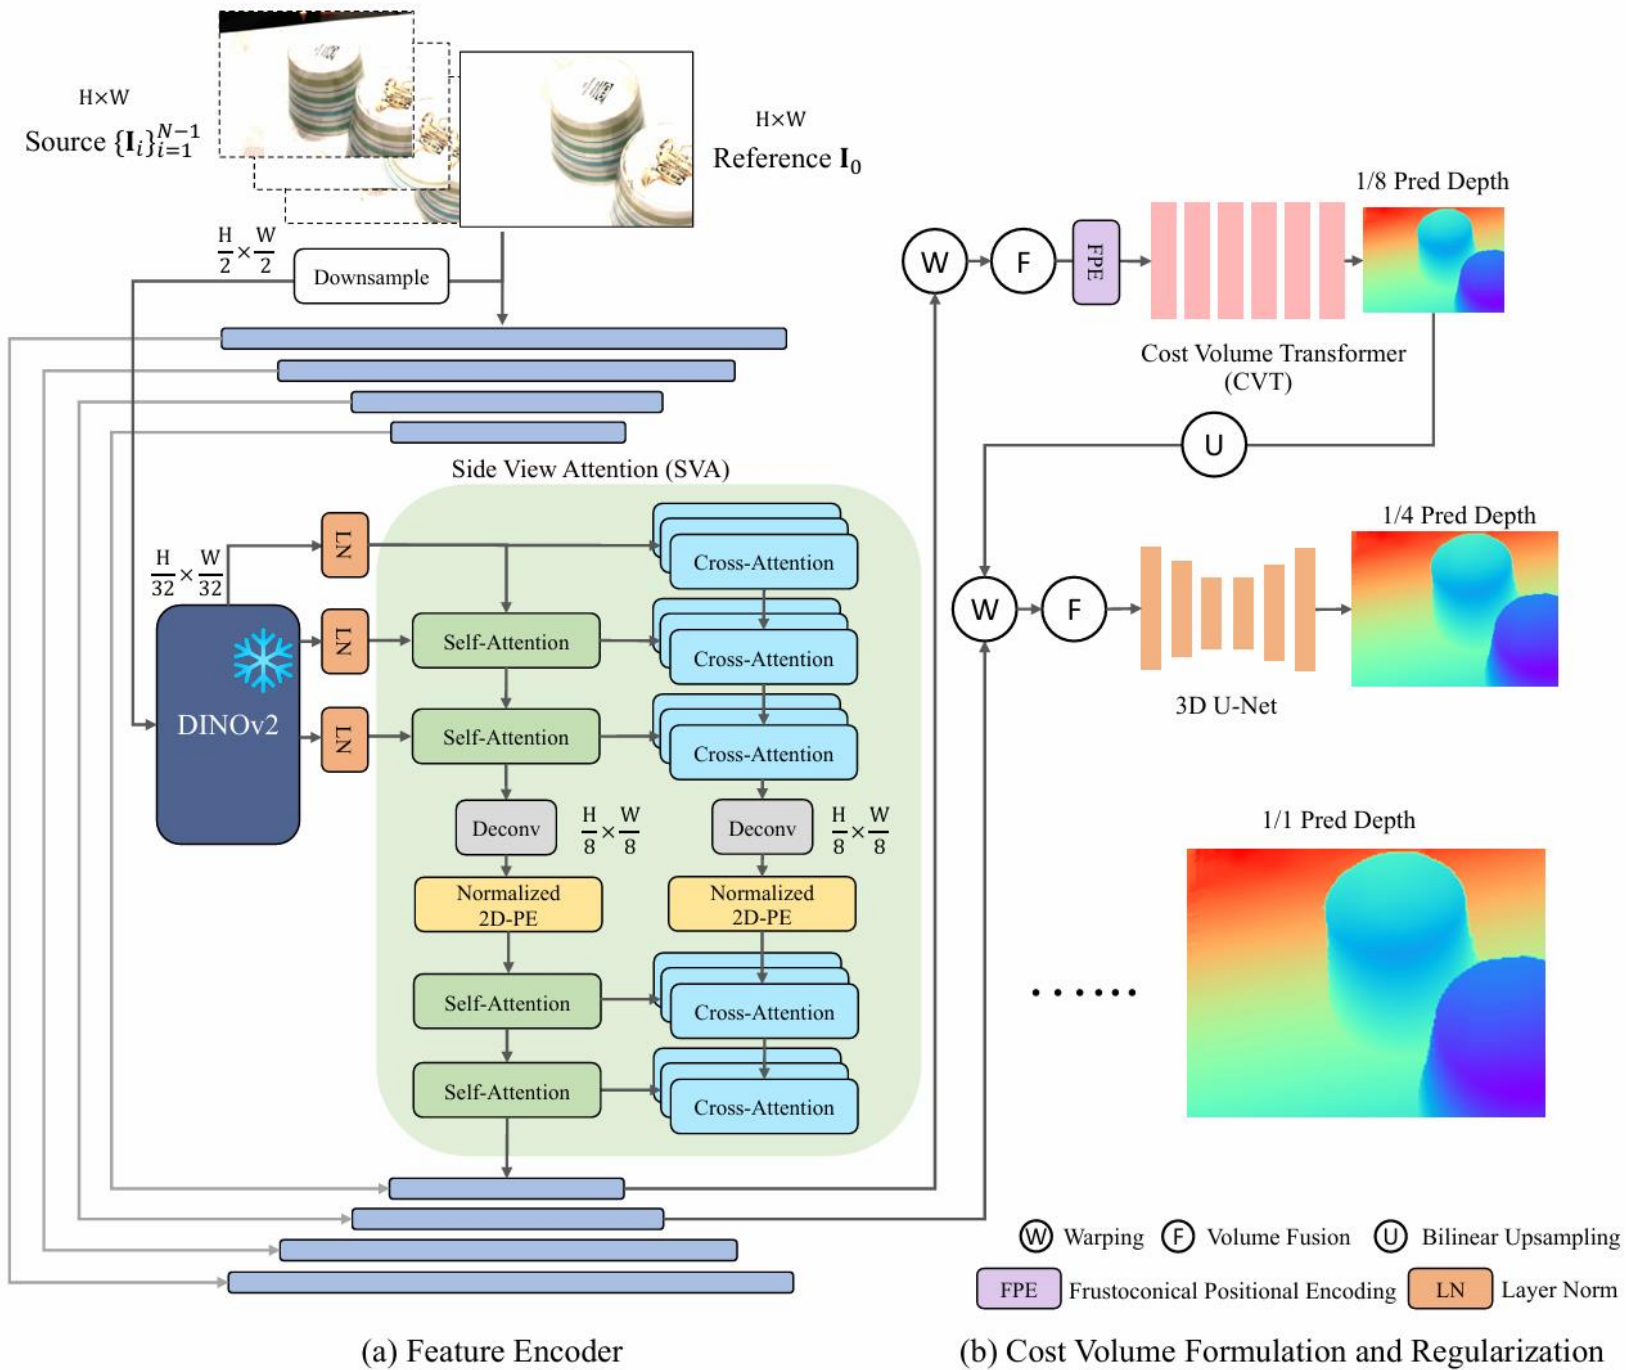 H×W
Source {𝐈ᵢ}ᵢ₌₁ᴺ⁻¹
H×W
Reference 𝐈₀
H/2 × W/2
Downsample
Side View Attention (SVA)
H/32 × W/32
LN
LN
LN
DINOv2
Cross-Attention
Self-Attention
Cross-Attention
Self-Attention
Cross-Attention
Deconv
H/8 × W/8
Deconv
H/8 × W/8
Normalized
2D-PE
Normalized
2D-PE
Self-Attention
Cross-Attention
Self-Attention
Cross-Attention
(a) Feature Encoder
1/8 Pred Depth
W
F
FPE
Cost Volume Transformer
(CVT)
U
1/4 Pred Depth
W
F
3D U-Net
1/1 Pred Depth
......
W Warping F Volume Fusion U Bilinear Upsampling
FPE Frustoconical Positional Encoding LN Layer Norm
(b) Cost Volume Formulation and Regularization